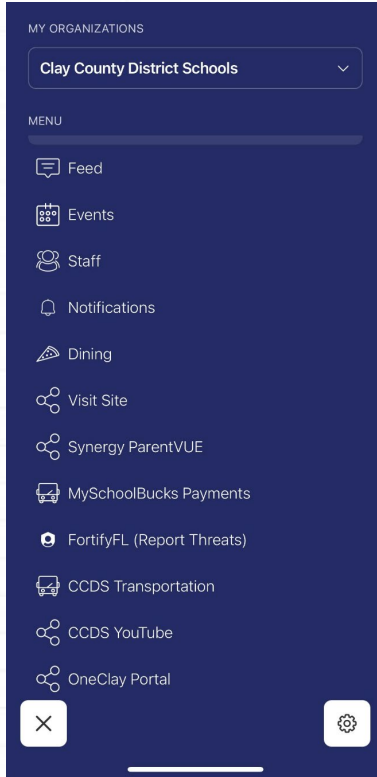 MY ORGANIZATIONS
Clay County District Schools
MENU
Feed
Events
Staff
Notifications
Dining
Visit Site
Synergy ParentVUE
MySchoolBucks Payments
FortifyFL (Report Threats)
CCDS Transportation
CCDS YouTube
OneClay Portal